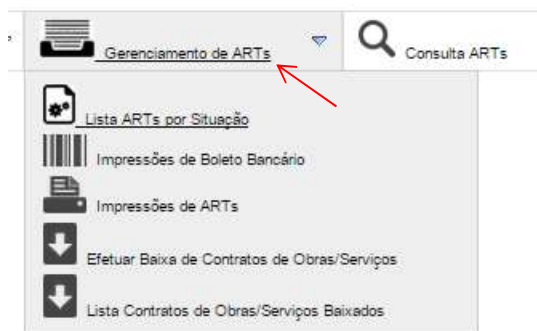 Gerenciamento de ARTs
Consulta ARTs
Lista ARTs por Situação
Impressões de Boleto Bancário
Impressões de ARTs
Efetuar Baixa de Contratos de Obras/Serviços
Lista Contratos de Obras/Serviços Baixados